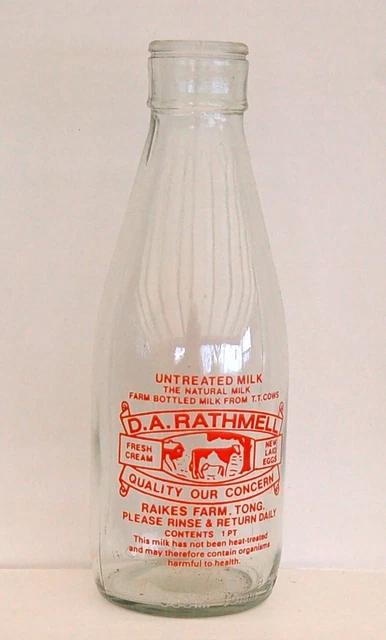 UNTREATED MILK
THE NATURAL MILK
FARM BOTTLED MILK FROM T.T. COWS
D.A. RATHMELL
FRESH
CREAM
NEW
LAID
EGGS
QUALITY OUR CONCERN
RAIKES FARM. TONG.
PLEASE RINSE & RETURN DAILY
CONTENTS 1 PT
This milk has not been heat-treated
and may therefore contain organisms
harmful to health.